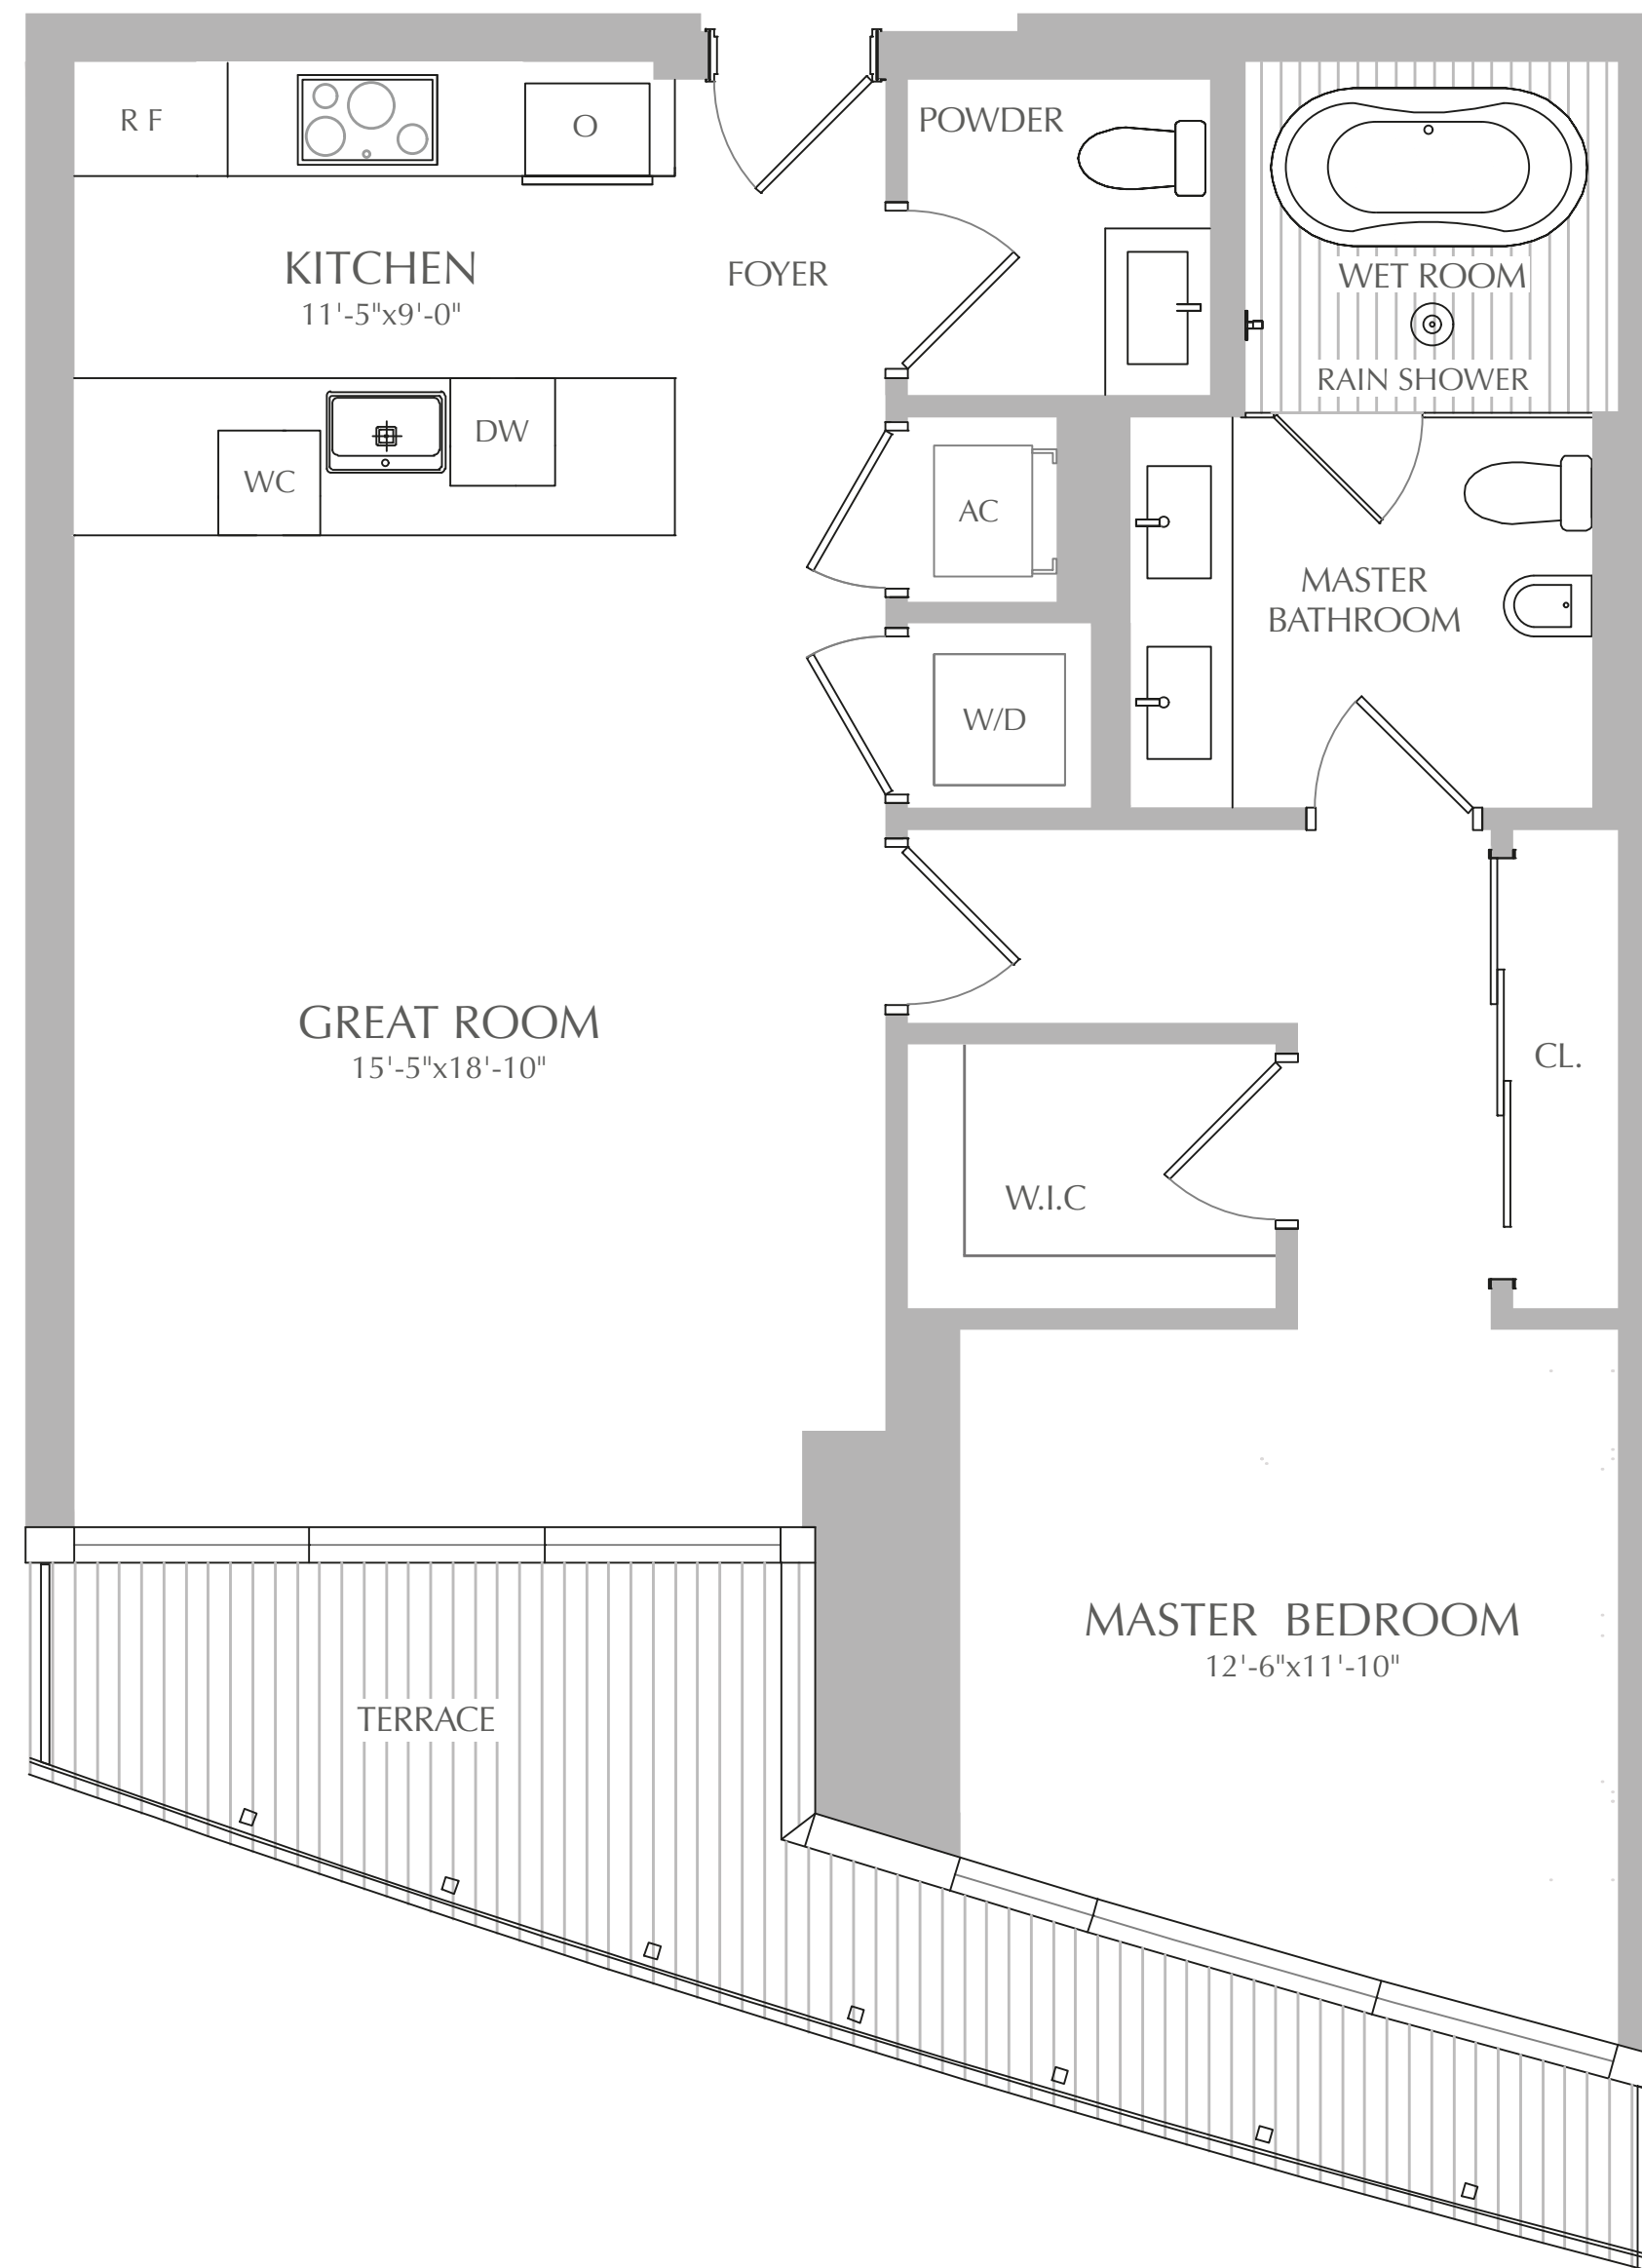 R F
O
POWDER
KITCHEN
11'-5"x9'-0"
FOYER
WET ROOM
RAIN SHOWER
WC
DW
AC
MASTER
BATHROOM
W/D
GREAT ROOM
15'-5"x18'-10"
CL.
W.I.C
MASTER BEDROOM
12'-6"x11'-10"
TERRACE